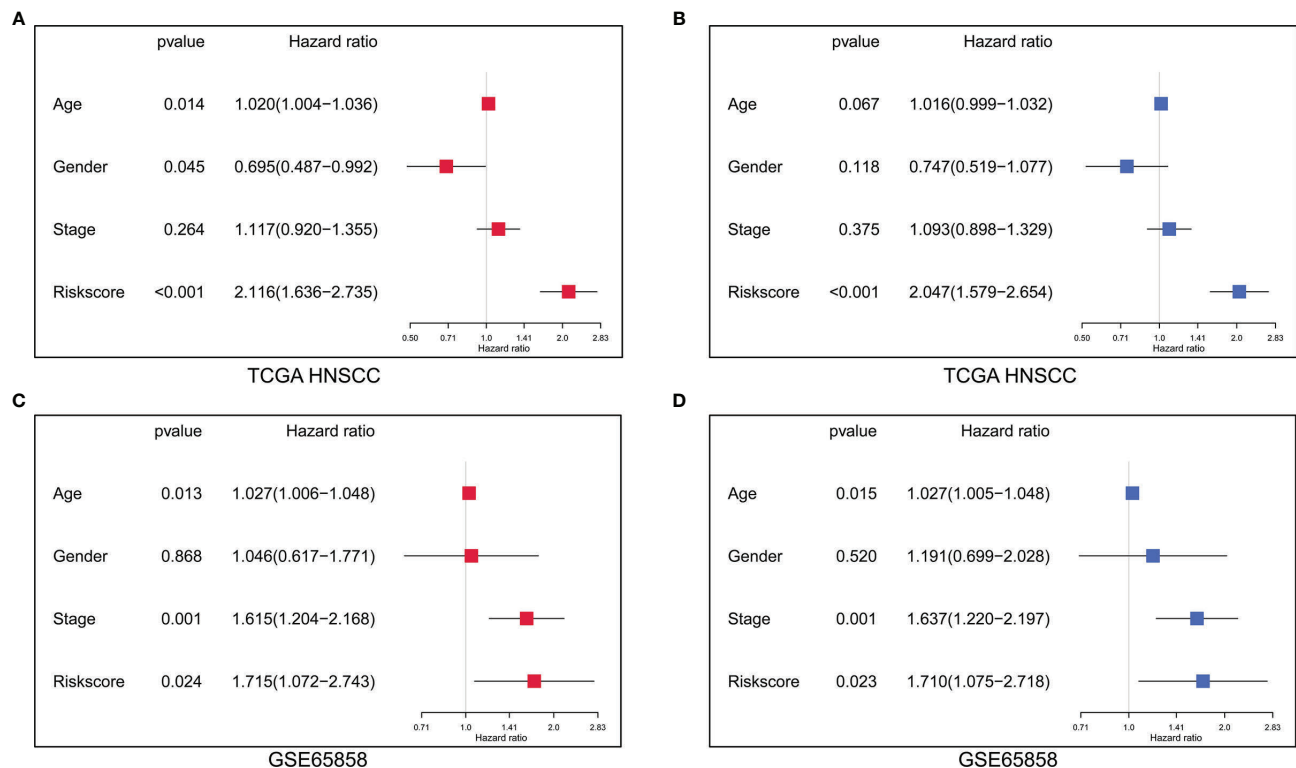 A
pvalue Hazard ratio
Age 0.014 1.020(1.004−1.036)
Gender 0.045 0.695(0.487−0.992)
Stage 0.264 1.117(0.920−1.355)
Riskscore <0.001 2.116(1.636−2.735)
0.50 0.71 1.0 1.41 2.0 2.83
Hazard ratio
TCGA HNSCC
B
pvalue Hazard ratio
Age 0.067 1.016(0.999−1.032)
Gender 0.118 0.747(0.519−1.077)
Stage 0.375 1.093(0.898−1.329)
Riskscore <0.001 2.047(1.579−2.654)
0.50 0.71 1.0 1.41 2.0 2.83
Hazard ratio
TCGA HNSCC
C
pvalue Hazard ratio
Age 0.013 1.027(1.006−1.048)
Gender 0.868 1.046(0.617−1.771)
Stage 0.001 1.615(1.204−2.168)
Riskscore 0.024 1.715(1.072−2.743)
0.71 1.0 1.41 2.0 2.83
Hazard ratio
GSE65858
D
pvalue Hazard ratio
Age 0.015 1.027(1.005−1.048)
Gender 0.520 1.191(0.699−2.028)
Stage 0.001 1.637(1.220−2.197)
Riskscore 0.023 1.710(1.075−2.718)
0.71 1.0 1.41 2.0 2.83
Hazard ratio
GSE65858